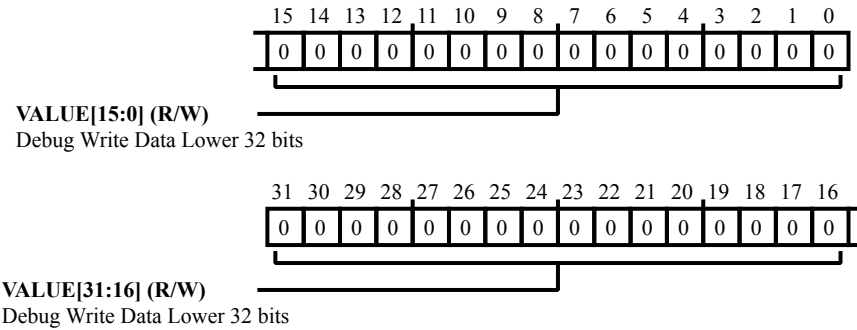 15 14 13 12 11 10 9 8 7 6 5 4 3 2 1 0
0 0 0 0 0 0 0 0 0 0 0 0 0 0 0 0
VALUE[15:0] (R/W)
Debug Write Data Lower 32 bits
31 30 29 28 27 26 25 24 23 22 21 20 19 18 17 16
0 0 0 0 0 0 0 0 0 0 0 0 0 0 0 0
VALUE[31:16] (R/W)
Debug Write Data Lower 32 bits